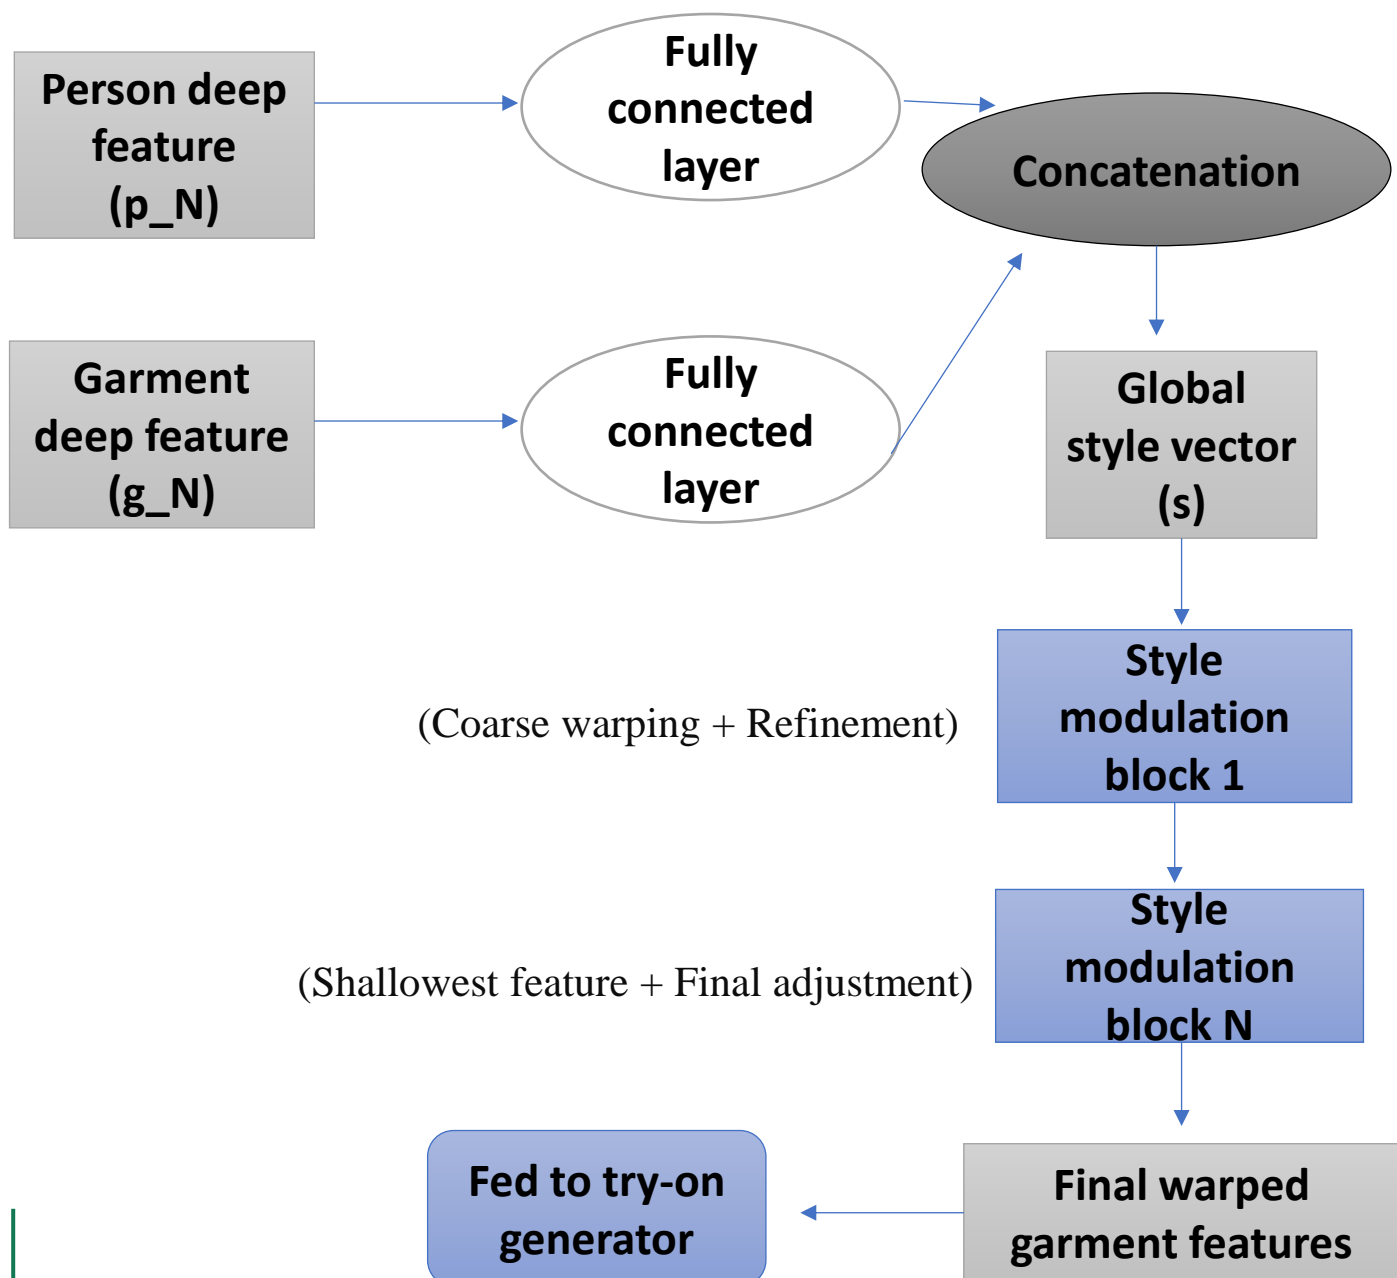 Person deep
feature
(p_N)
Fully
connected
layer
Concatenation
Garment
deep feature
(g_N)
Fully
connected
layer
Global
style vector
(s)
(Coarse warping + Refinement)
Style
modulation
block 1
(Shallowest feature + Final adjustment)
Style
modulation
block N
Fed to try-on
generator
Final warped
garment features